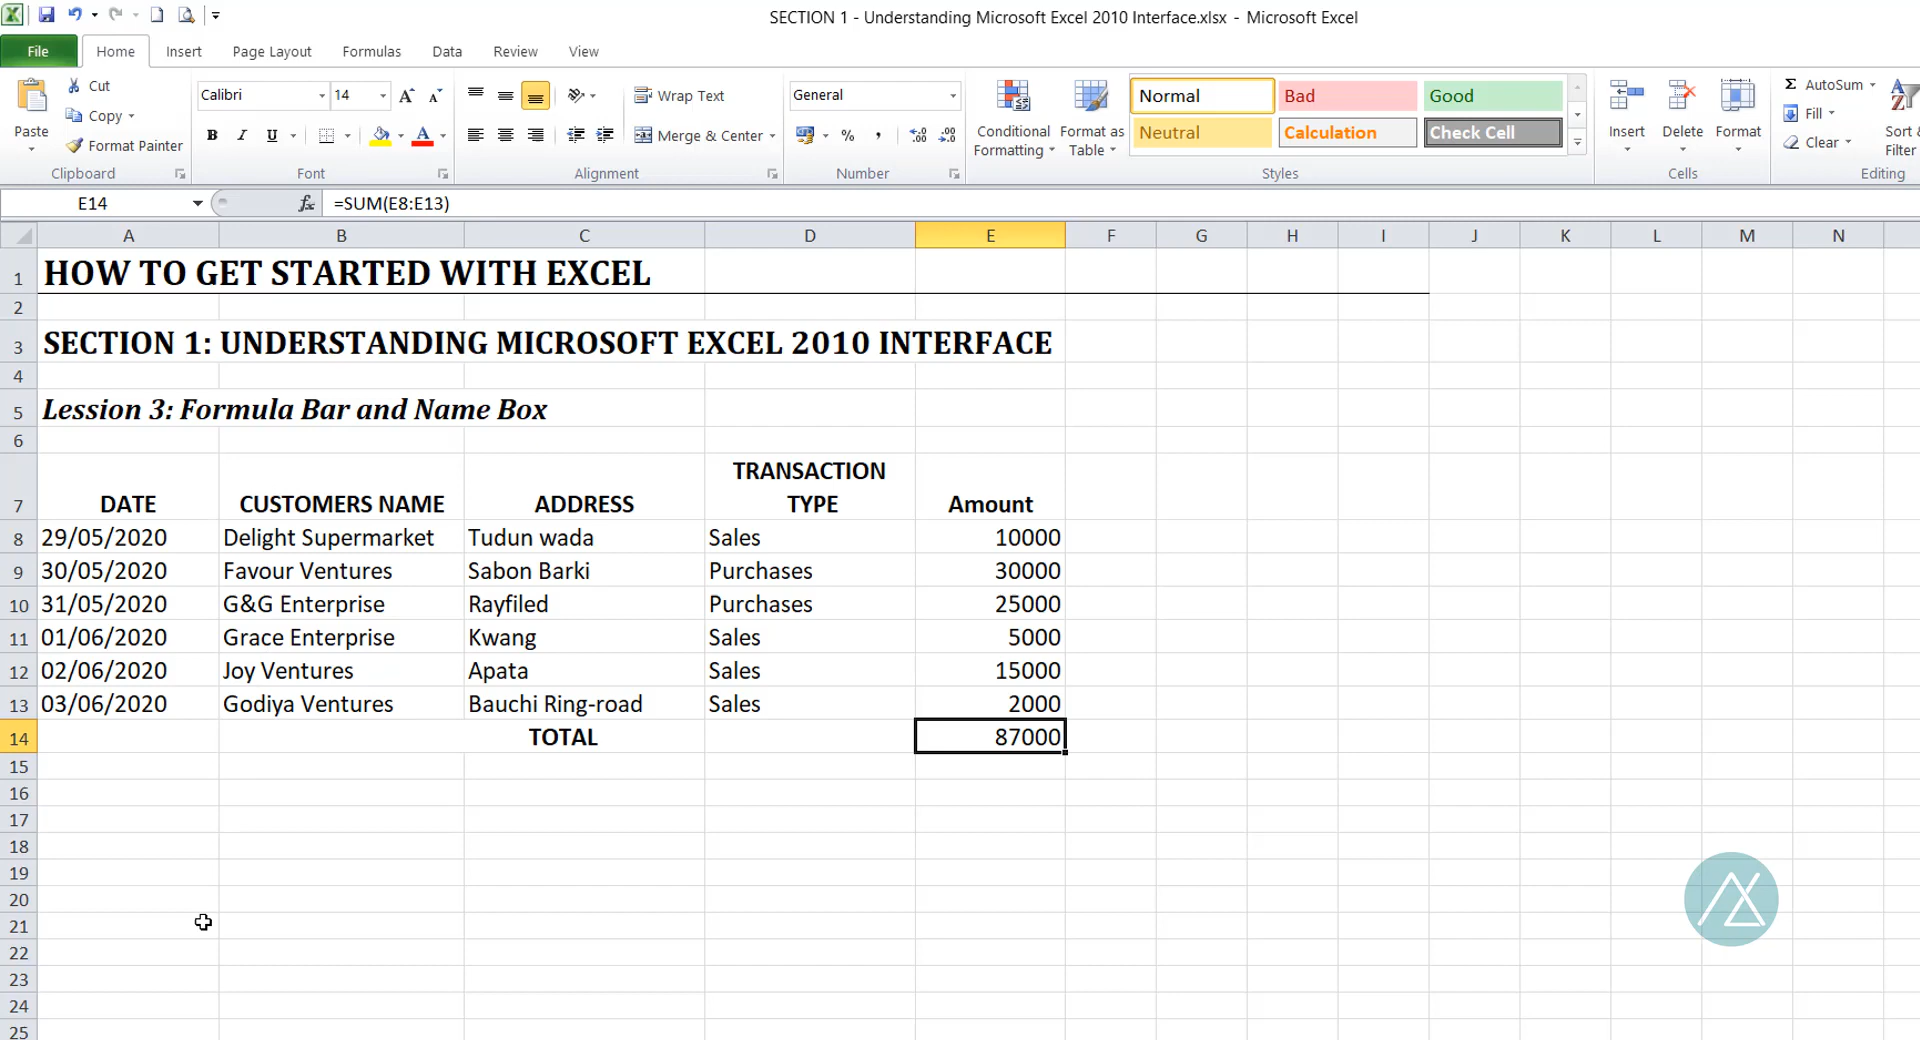 SECTION 1 - Understanding Microsoft Excel 2010 Interface.xlsx - Microsoft Excel
File Home Insert Page Layout Formulas Data Review View
Paste Cut Copy Format Painter
Clipboard
Calibri 14
B I U A
Font
Wrap Text
Merge & Center
Alignment
General
% ,
Number
Conditional Formatting
Format as Table
Normal Bad Good
Neutral Calculation Check Cell
Styles
Insert Delete Format
Cells
Σ AutoSum
Fill
Clear
Sort &
Filter
Editing
E14 fx =SUM(E8:E13)
A B C D E F G H I J K L M N
1 HOW TO GET STARTED WITH EXCEL
2
3 SECTION 1: UNDERSTANDING MICROSOFT EXCEL 2010 INTERFACE
4
5 Lession 3: Formula Bar and Name Box
6
7 DATE CUSTOMERS NAME ADDRESS TRANSACTION TYPE Amount
8 29/05/2020 Delight Supermarket Tudun wada Sales 10000
9 30/05/2020 Favour Ventures Sabon Barki Purchases 30000
10 31/05/2020 G&G Enterprise Rayfiled Purchases 25000
11 01/06/2020 Grace Enterprise Kwang Sales 5000
12 02/06/2020 Joy Ventures Apata Sales 15000
13 03/06/2020 Godiya Ventures Bauchi Ring-road Sales 2000
14 TOTAL 87000
15
16
17
18
19
20
21
22
23
24
25